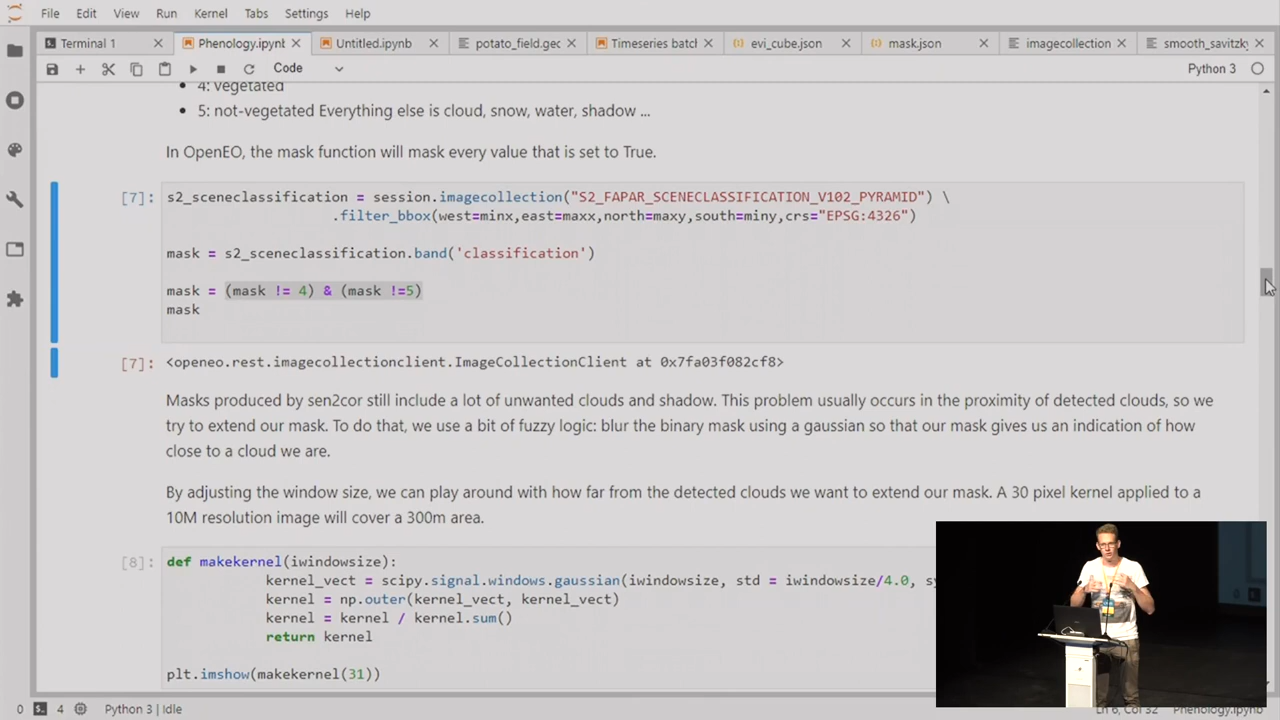 File Edit View Run Kernel Tabs Settings Help
Terminal 1 Phenology.ipynb Untitled.ipynb potato_field.geo Timeseries batch evi_cube.json mask.json imagecollection smooth_savitzky
Code Python 3
4: vegetated
5: not-vegetated Everything else is cloud, snow, water, shadow ...
In OpenEO, the mask function will mask every value that is set to True.
[7]: s2_sceneclassification = session.imagecollection("S2_FAPAR_SCENECLASSIFICATION_V102_PYRAMID") \
.filter_bbox(west=minx,east=maxx,north=maxy,south=miny,crs="EPSG:4326")
mask = s2_sceneclassification.band('classification')
mask = (mask != 4) & (mask !=5)
mask
[7]: <openeo.rest.imagecollectionclient.ImageCollectionClient at 0x7fa03f082cf8>
Masks produced by sen2cor still include a lot of unwanted clouds and shadow. This problem usually occurs in the proximity of detected clouds, so we
try to extend our mask. To do that, we use a bit of fuzzy logic: blur the binary mask using a gaussian so that our mask gives us an indication of how
close to a cloud we are.
By adjusting the window size, we can play around with how far from the detected clouds we want to extend our mask. A 30 pixel kernel applied to a
10M resolution image will cover a 300m area.
[8]: def makekernel(iwindowsize):
kernel_vect = scipy.signal.windows.gaussian(iwindowsize, std = iwindowsize/4.0, sy
kernel = np.outer(kernel_vect, kernel_vect)
kernel = kernel / kernel.sum()
return kernel
plt.imshow(makekernel(31))
0 4 Python 3 | Idle Ln 6, Col 32 Phenology.ipynb